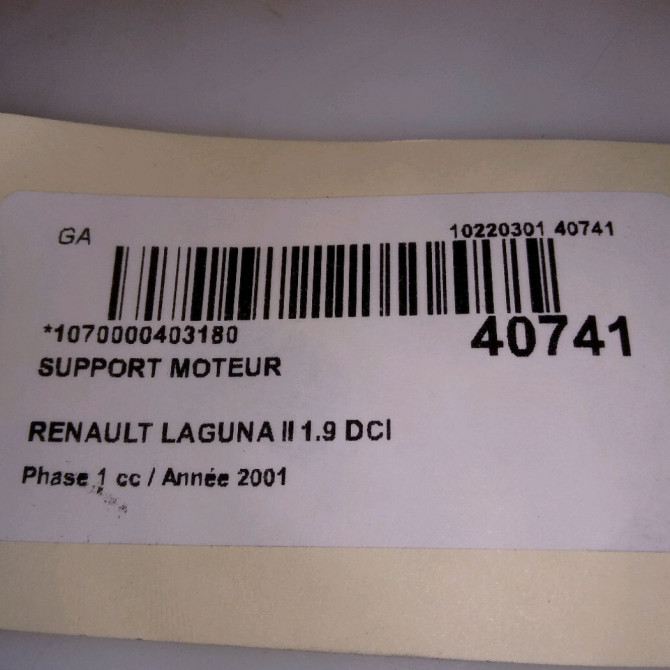 GA 10220301 40741
*1070000403180 40741
SUPPORT MOTEUR
RENAULT LAGUNA II 1.9 DCI
Phase 1 cc / Année 2001